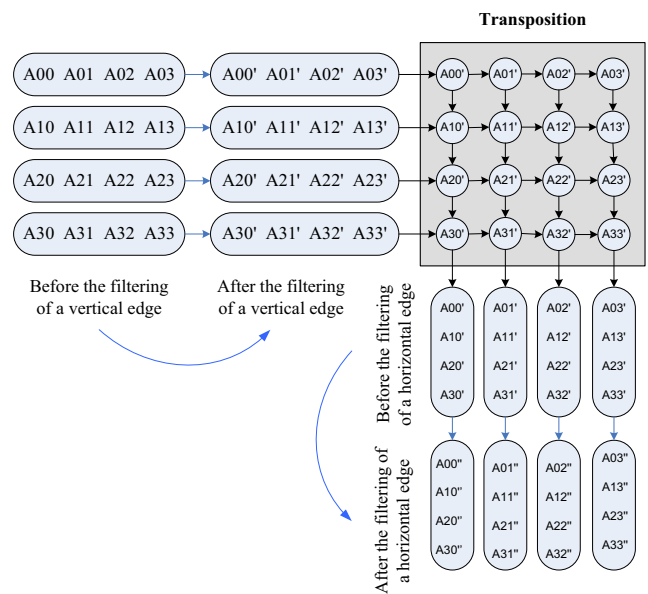 Transposition
A00 A01 A02 A03
A00' A01' A02' A03'
A00' A01' A02' A03'
A10 A11 A12 A13
A10' A11' A12' A13'
A10' A11' A12' A13'
A20 A21 A22 A23
A20' A21' A22' A23'
A20' A21' A22' A23'
A30 A31 A32 A33
A30' A31' A32' A33'
A30' A31' A32' A33'
Before the filtering
of a vertical edge
After the filtering
of a vertical edge
Before the filtering
of a horizontal edge
A00' A01' A02' A03'
A10' A11' A12' A13'
A20' A21' A22' A23'
A30' A31' A32' A33'
After the filtering of
a horizontal edge
A00" A01" A02" A03"
A10" A11" A12" A13"
A20" A21" A22" A23"
A30" A31" A32" A33"